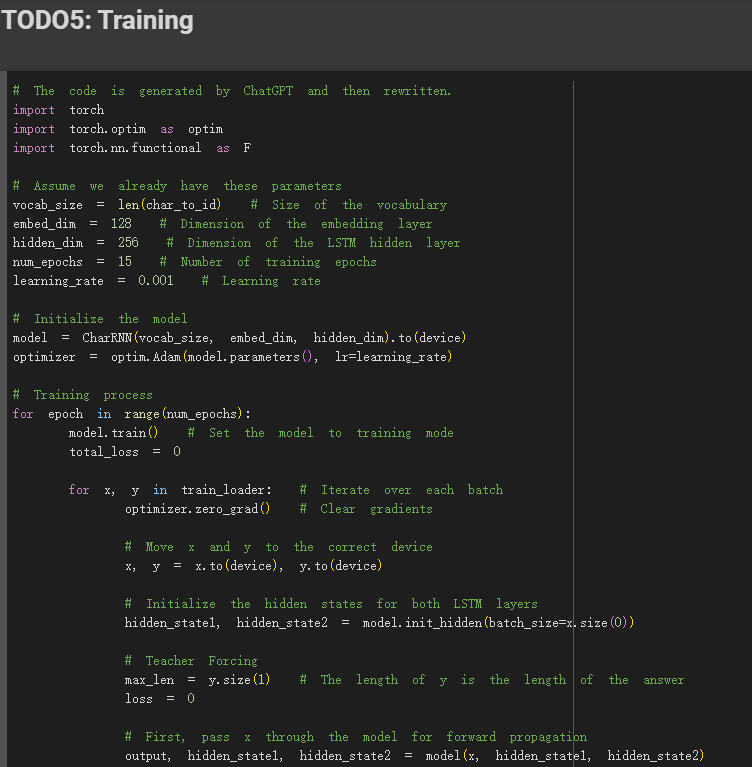 TODO5: Training
# The code is generated by ChatGPT and then rewritten.
import torch
import torch.optim as optim
import torch.nn.functional as F
# Assume we already have these parameters
vocab_size = len(char_to_id) # Size of the vocabulary
embed_dim = 128 # Dimension of the embedding layer
hidden_dim = 256 # Dimension of the LSTM hidden layer
num_epochs = 15 # Number of training epochs
learning_rate = 0.001 # Learning rate
# Initialize the model
model = CharRNN(vocab_size, embed_dim, hidden_dim).to(device)
optimizer = optim.Adam(model.parameters(), lr=learning_rate)
# Training process
for epoch in range(num_epochs):
model.train() # Set the model to training mode
total_loss = 0
for x, y in train_loader: # Iterate over each batch
optimizer.zero_grad() # Clear gradients
# Move x and y to the correct device
x, y = x.to(device), y.to(device)
# Initialize the hidden states for both LSTM layers
hidden_state1, hidden_state2 = model.init_hidden(batch_size=x.size(0))
# Teacher Forcing
max_len = y.size(1) # The length of y is the length of the answer
loss = 0
# First, pass x through the model for forward propagation
output, hidden_state1, hidden_state2 = model(x, hidden_state1, hidden_state2)